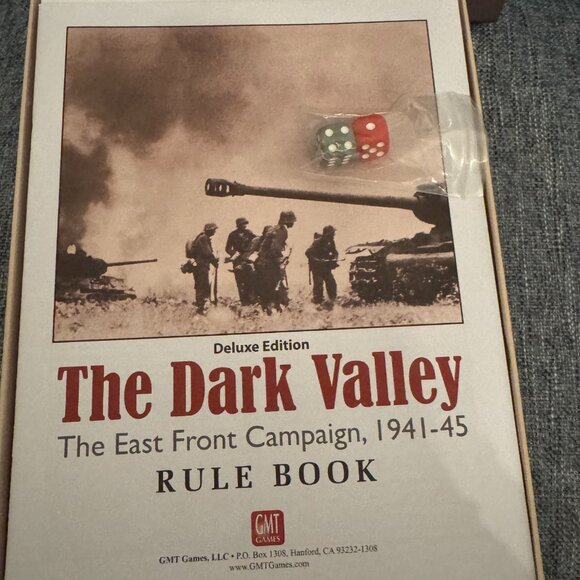 Deluxe Edition
The Dark Valley
The East Front Campaign, 1941-45
RULE BOOK
GMT
GAMES
GMT Games, LLC • P.O. Box 1308, Hanford, CA 93232-1308
www.GMTGames.com